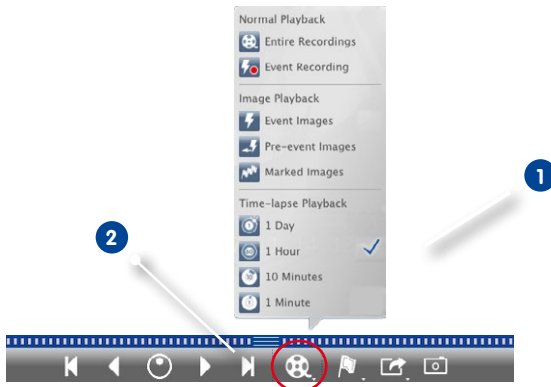 Normal Playback
Entire Recordings
Event Recording
Image Playback
Event Images
Pre-event Images
Marked Images
Time-lapse Playback
1 Day
1 Hour
10 Minutes
1 Minute
1
2